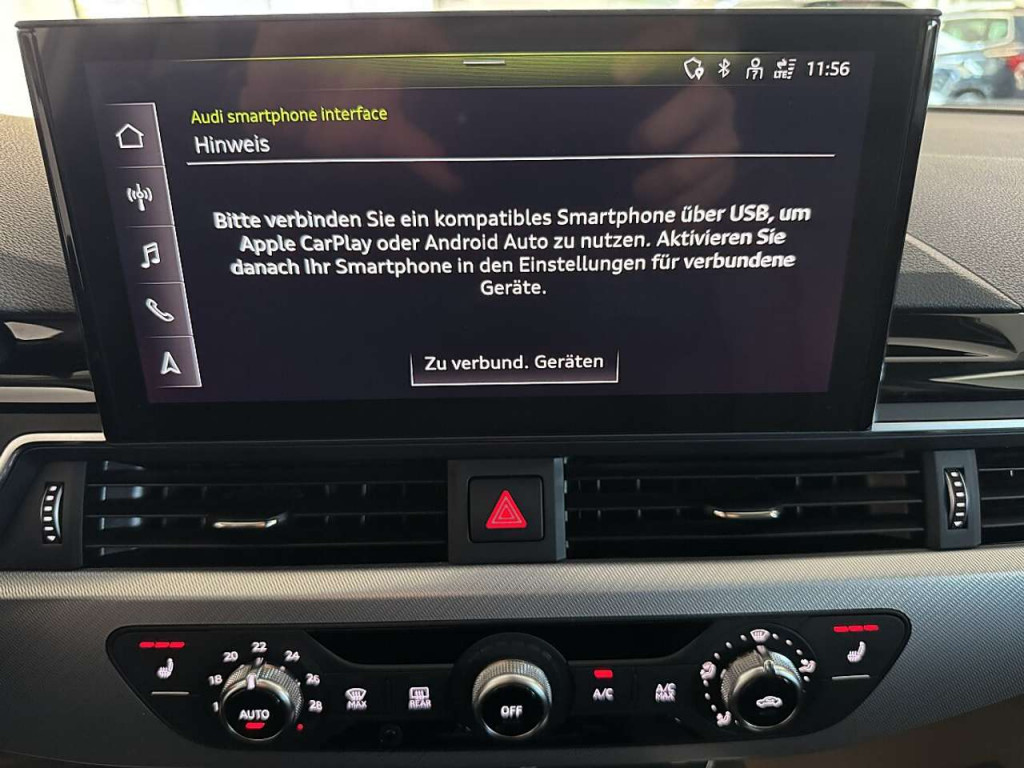 LTE 11:56
Audi smartphone interface
Hinweis
Bitte verbinden Sie ein kompatibles Smartphone über USB, um
Apple CarPlay oder Android Auto zu nutzen. Aktivieren Sie
danach Ihr Smartphone in den Einstellungen für verbundene
Geräte.
Zu verbund. Geräten
18 20 22 24 26 28
AUTO
MAX
REAR
OFF
A/C
A/C
MAX